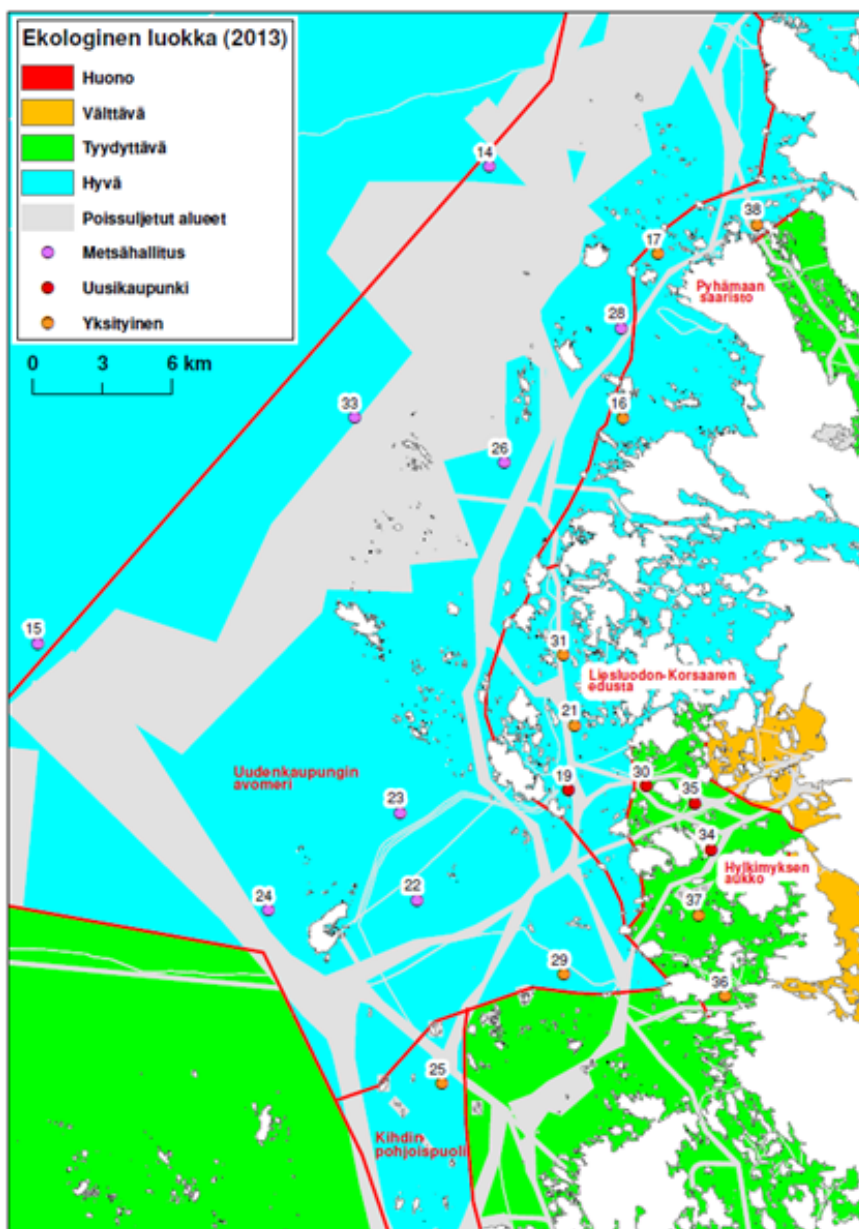 Ekologinen luokka (2013)
Huono
Välttävä
Tyydyttävä
Hyvä
Poissuljetut alueet
Metsähallitus
Uusikaupunki
Yksityinen
0 3 6 km
14
38
17
Pyhämaan
saaristo
28
33
16
26
15
31
Liesluodon-Korsaaren
edusta
21
Uudenkaupungin
avomeri
19
30
35
23
34
Hylkimyksen
aukko
24
22
37
29
36
25
Kihdin
pohjoispuoli